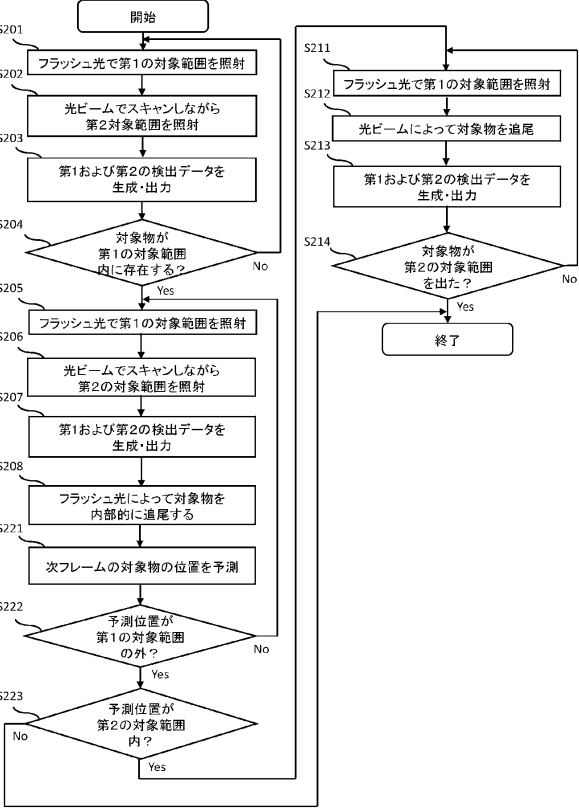 開始
S201
フラッシュ光で第1の対象範囲を照射
S202
光ビームでスキャンしながら
第2対象範囲を照射
S203
第1および第2の検出データを
生成・出力
S204
対象物が
第1の対象範囲
内に存在する？
No
Yes
S205
フラッシュ光で第1の対象範囲を照射
S206
光ビームでスキャンしながら
第2の対象範囲を照射
S207
第1および第2の検出データを
生成・出力
S208
フラッシュ光によって対象物を
内部的に追尾する
S221
次フレームの対象物の位置を予測
S222
予測位置が
第1の対象範囲
の外？
No
Yes
S223
予測位置が
第2の対象範囲
内？
No
Yes
S211
フラッシュ光で第1の対象範囲を照射
S212
光ビームによって対象物を追尾
S213
第1および第2の検出データを
生成・出力
S214
対象物が
第2の対象範囲
を出た？
No
Yes
終了